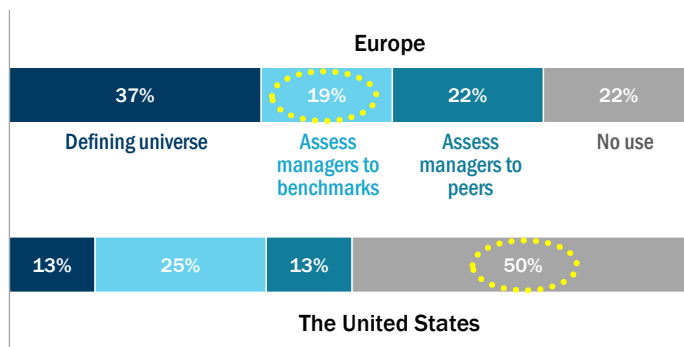 Europe
37% 19% 22% 22%
Defining universe Assess Assess No use
managers to managers to
benchmarks peers
13% 25% 13% 50%
The United States